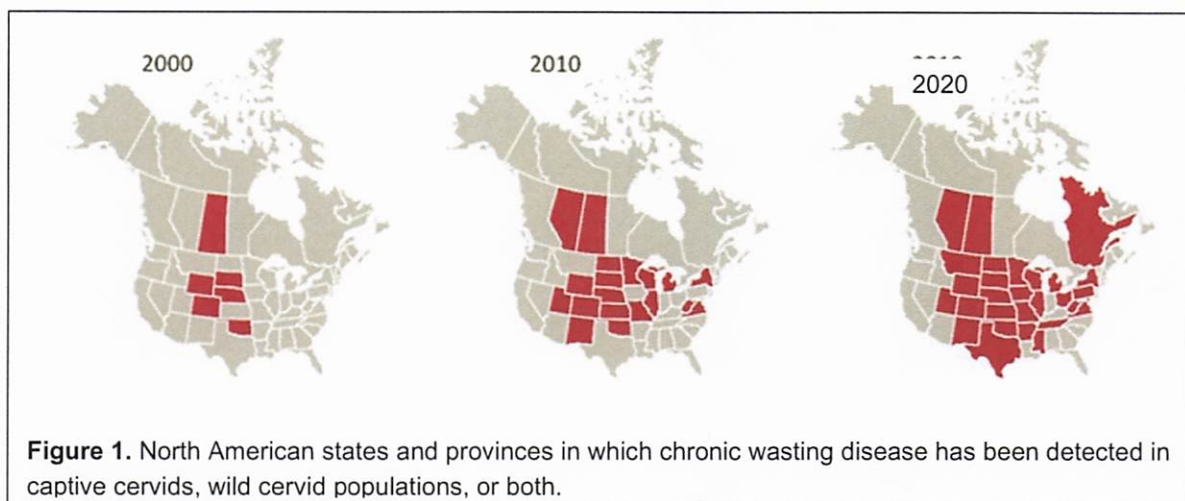 2000
2010
2020
Figure 1. North American states and provinces in which chronic wasting disease has been detected in
captive cervids, wild cervid populations, or both.